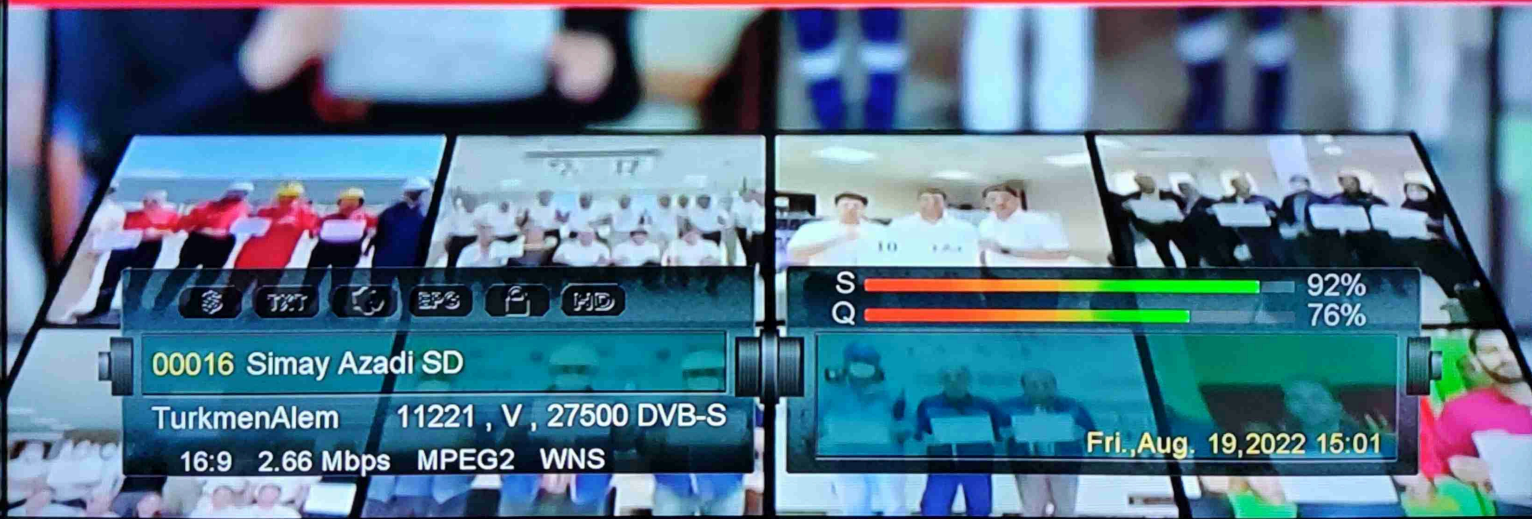 $ TXT EPG HD
S 92%
Q 76%
00016 Simay Azadi SD
TurkmenAlem 11221 , V , 27500 DVB-S
16:9 2.66 Mbps MPEG2 WNS
Fri.,Aug. 19,2022 15:01
10